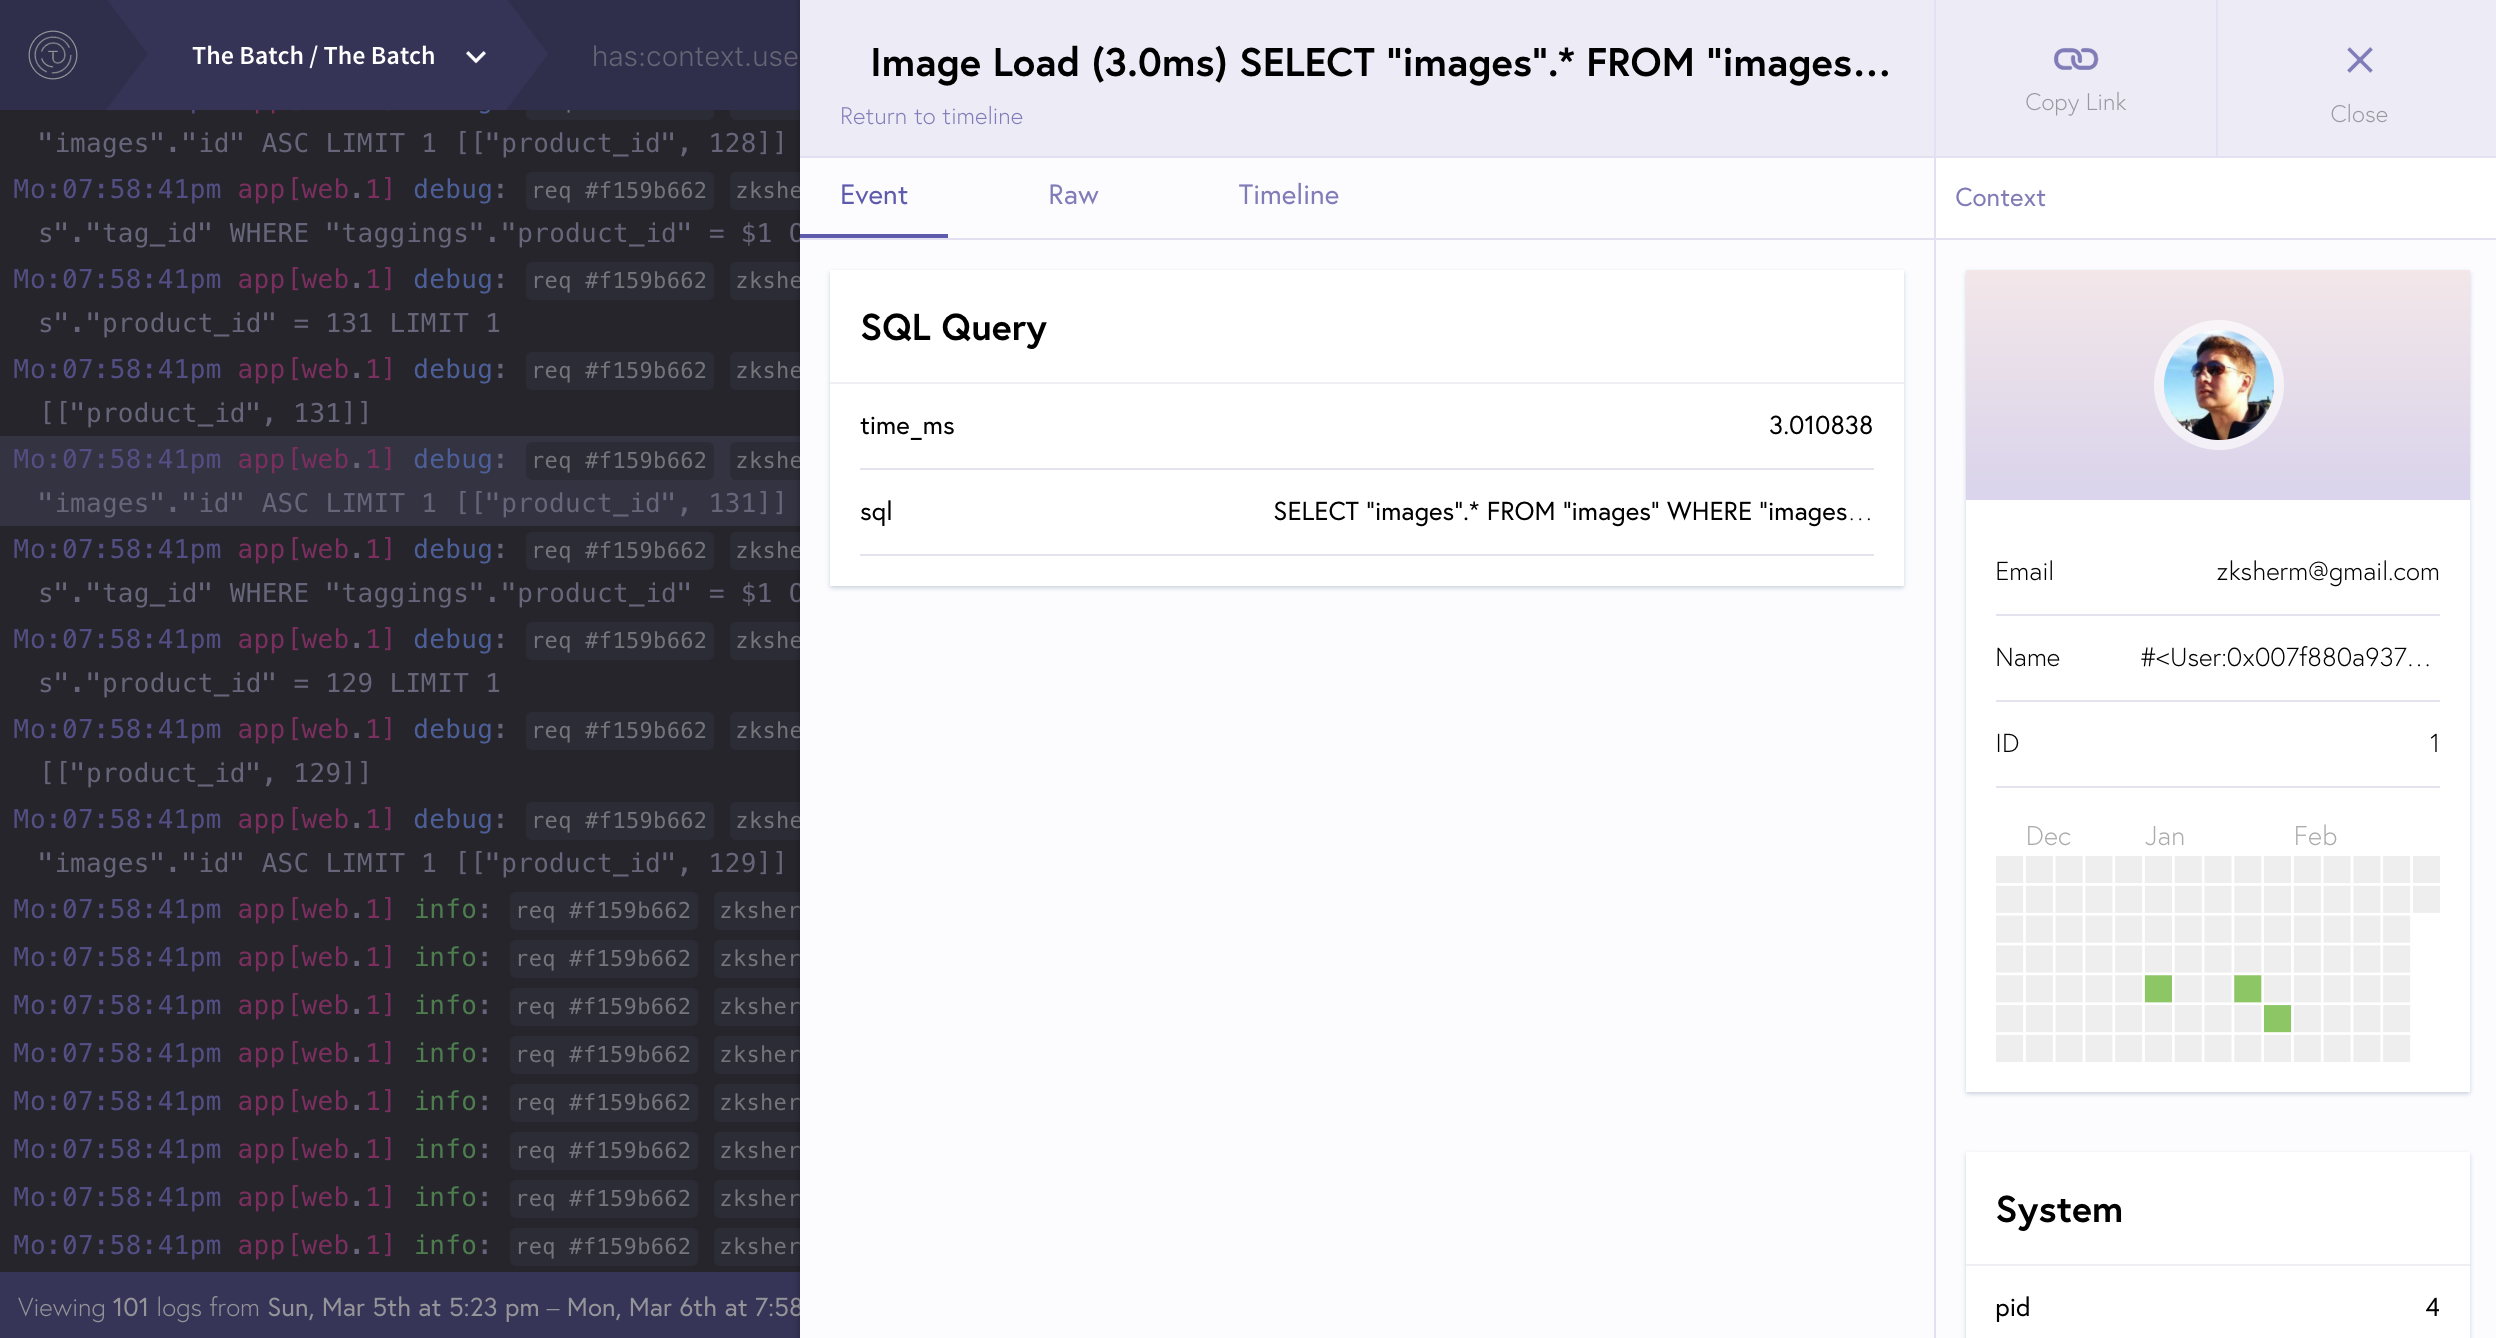 The Batch / The Batch
has:context.use
"images"."id" ASC LIMIT 1 [["product_id", 128]]
Mo:07:58:41pm app[web.1] debug: req #f159b662 zkshe
s"."tag_id" WHERE "taggings"."product_id" = $1 O
Mo:07:58:41pm app[web.1] debug: req #f159b662 zkshe
s"."product_id" = 131 LIMIT 1
Mo:07:58:41pm app[web.1] debug: req #f159b662 zkshe
[["product_id", 131]]
Mo:07:58:41pm app[web.1] debug: req #f159b662 zkshe
"images"."id" ASC LIMIT 1 [["product_id", 131]]
Mo:07:58:41pm app[web.1] debug: req #f159b662 zkshe
s"."tag_id" WHERE "taggings"."product_id" = $1 O
Mo:07:58:41pm app[web.1] debug: req #f159b662 zkshe
s"."product_id" = 129 LIMIT 1
Mo:07:58:41pm app[web.1] debug: req #f159b662 zkshe
[["product_id", 129]]
Mo:07:58:41pm app[web.1] debug: req #f159b662 zkshe
"images"."id" ASC LIMIT 1 [["product_id", 129]]
Mo:07:58:41pm app[web.1] info: req #f159b662 zksher
Mo:07:58:41pm app[web.1] info: req #f159b662 zksher
Mo:07:58:41pm app[web.1] info: req #f159b662 zksher
Mo:07:58:41pm app[web.1] info: req #f159b662 zksher
Mo:07:58:41pm app[web.1] info: req #f159b662 zksher
Mo:07:58:41pm app[web.1] info: req #f159b662 zksher
Mo:07:58:41pm app[web.1] info: req #f159b662 zksher
Mo:07:58:41pm app[web.1] info: req #f159b662 zksher
Viewing 101 logs from Sun, Mar 5th at 5:23 pm – Mon, Mar 6th at 7:58
Image Load (3.0ms) SELECT "images".* FROM "images...
Return to timeline
Copy Link
Close
Event Raw Timeline
SQL Query
time_ms 3.010838
sql SELECT "images".* FROM "images" WHERE "images...
Context
Email zksherm@gmail.com
Name #<User:0x007f880a937...
ID 1
Dec Jan Feb
System
pid 4